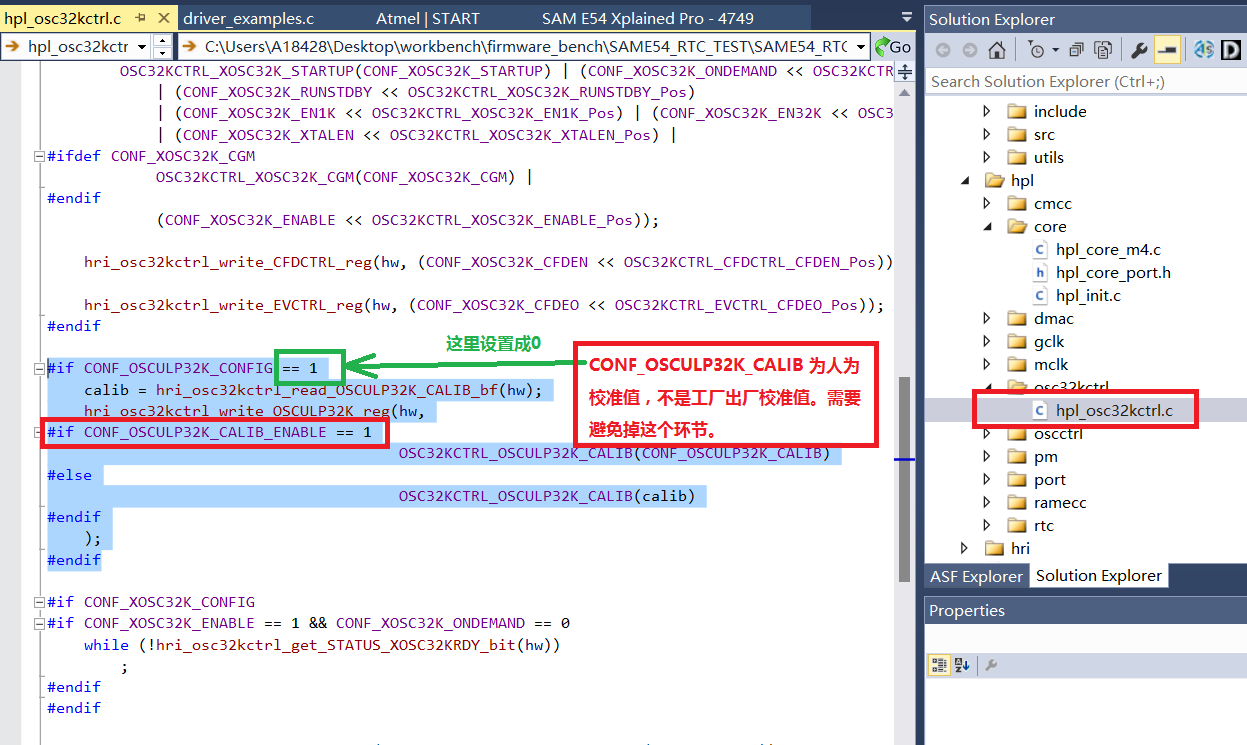 hpl_osc32kctrl.c
driver_examples.c
Atmel | START
SAM E54 Xplained Pro - 4749
hpl_osc32kctr
C:\Users\A18428\Desktop\workbench\firmware_bench\SAME54_RTC_TEST\SAME54_RTC
Go
OSC32KCTRL_XOSC32K_STARTUP(CONF_XOSC32K_STARTUP) | (CONF_XOSC32K_ONDEMAND << OSC32KCTR
| (CONF_XOSC32K_RUNSTDBY << OSC32KCTRL_XOSC32K_RUNSTDBY_Pos)
| (CONF_XOSC32K_EN1K << OSC32KCTRL_XOSC32K_EN1K_Pos) | (CONF_XOSC32K_EN32K << OSC3
| (CONF_XOSC32K_XTALEN << OSC32KCTRL_XOSC32K_XTALEN_Pos) |
#ifdef CONF_XOSC32K_CGM
OSC32KCTRL_XOSC32K_CGM(CONF_XOSC32K_CGM) |
#endif
(CONF_XOSC32K_ENABLE << OSC32KCTRL_XOSC32K_ENABLE_Pos));
hri_osc32kctrl_write_CFDCTRL_reg(hw, (CONF_XOSC32K_CFDEN << OSC32KCTRL_CFDCTRL_CFDEN_Pos))
hri_osc32kctrl_write_EVCTRL_reg(hw, (CONF_XOSC32K_CFDEO << OSC32KCTRL_EVCTRL_CFDEO_Pos));
#endif
这里设置成0
#if CONF_OSCULP32K_CONFIG == 1
calib = hri_osc32kctrl_read_OSCULP32K_CALIB_bf(hw);
hri_osc32kctrl_write_OSCULP32K_reg(hw,
#if CONF_OSCULP32K_CALIB_ENABLE == 1
OSC32KCTRL_OSCULP32K_CALIB(CONF_OSCULP32K_CALIB)
#else
OSC32KCTRL_OSCULP32K_CALIB(calib)
#endif
);
#endif
CONF_OSCULP32K_CALIB 为人为
校准值，不是工厂出厂校准值。需要
避免掉这个环节。
#if CONF_XOSC32K_CONFIG
#if CONF_XOSC32K_ENABLE == 1 && CONF_XOSC32K_ONDEMAND == 0
while (!hri_osc32kctrl_get_STATUS_XOSC32KRDY_bit(hw))
;
#endif
#endif
Solution Explorer
Search Solution Explorer (Ctrl+;)
include
src
utils
hpl
cmcc
core
hpl_core_m4.c
hpl_core_port.h
hpl_init.c
dmac
gclk
mclk
osc32kctrl
hpl_osc32kctrl.c
oscctrl
pm
port
ramecc
rtc
hri
ASF Explorer
Solution Explorer
Properties